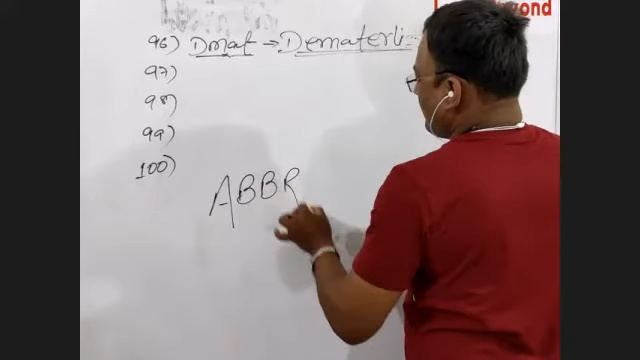 96) Dmat → Dematerli
97)
98)
99)
100)
ABBR